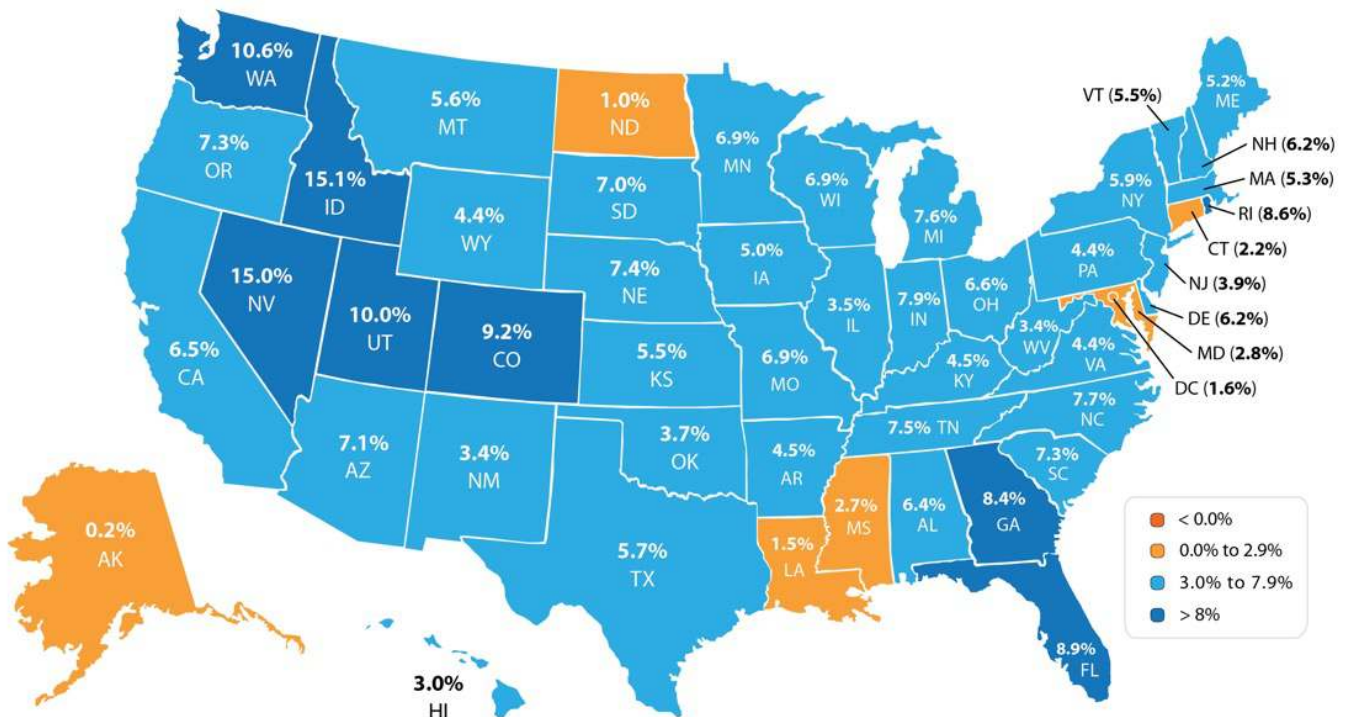 10.6%
WA
5.6%
MT
1.0%
ND
6.9%
MN
VT (5.5%)
5.2%
ME
7.3%
OR
15.1%
ID
7.0%
SD
6.9%
WI
7.6%
MI
5.9%
NY
NH (6.2%)
MA (5.3%)
RI (8.6%)
CT (2.2%)
NJ (3.9%)
DE (6.2%)
MD (2.8%)
DC (1.6%)
4.4%
WY
7.4%
NE
5.0%
IA
3.5%
IL
7.9%
IN
6.6%
OH
4.4%
PA
15.0%
NV
10.0%
UT
9.2%
CO
5.5%
KS
6.9%
MO
4.5%
KY
3.4%
WV
4.4%
VA
6.5%
CA
7.1%
AZ
3.4%
NM
3.7%
OK
4.5%
AR
7.5% TN
7.7%
NC
7.3%
SC
0.2%
AK
5.7%
TX
1.5%
LA
2.7%
MS
6.4%
AL
8.4%
GA
8.9%
FL
3.0%
HI
< 0.0%
0.0% to 2.9%
3.0% to 7.9%
> 8%